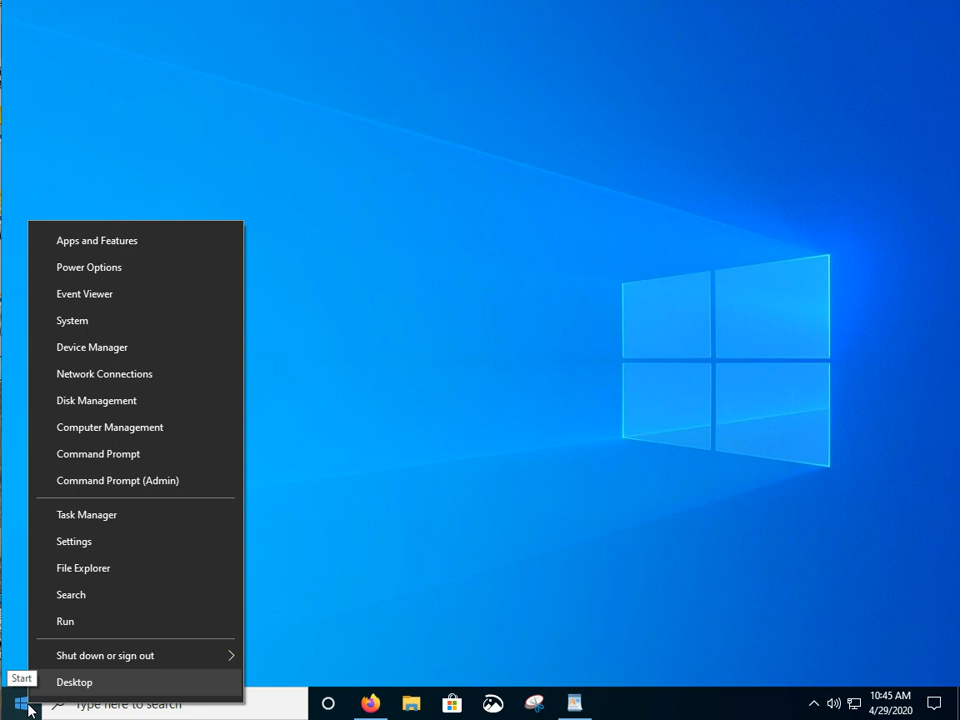 Apps and Features
Power Options
Event Viewer
System
Device Manager
Network Connections
Disk Management
Computer Management
Command Prompt
Command Prompt (Admin)
Task Manager
Settings
File Explorer
Search
Run
Shut down or sign out
Desktop
Start
Type here to search
10:45 AM
4/29/2020